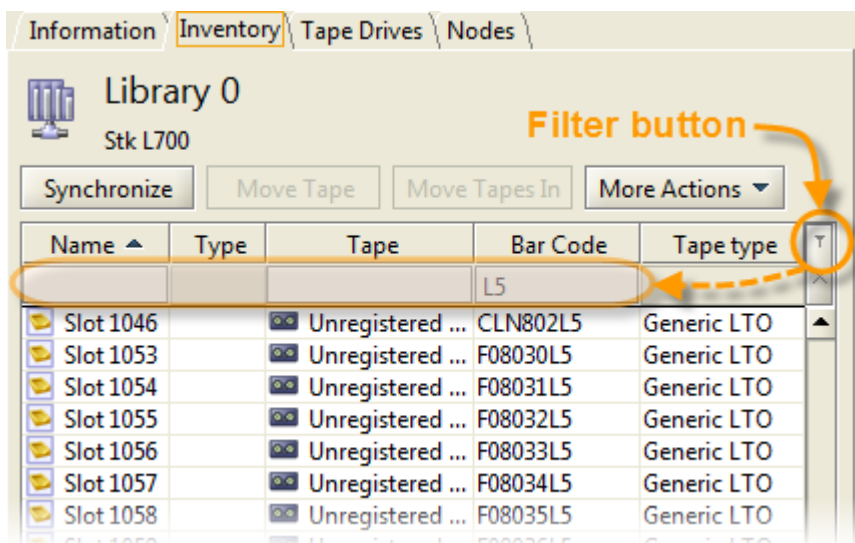 Information Inventory Tape Drives Nodes
Library 0
Stk L700
Filter button
Synchronize Move Tape Move Tapes In More Actions
Name Type Tape Bar Code Tape type
L5
Slot 1046 Unregistered ... CLN802L5 Generic LTO
Slot 1053 Unregistered ... F08030L5 Generic LTO
Slot 1054 Unregistered ... F08031L5 Generic LTO
Slot 1055 Unregistered ... F08032L5 Generic LTO
Slot 1056 Unregistered ... F08033L5 Generic LTO
Slot 1057 Unregistered ... F08034L5 Generic LTO
Slot 1058 Unregistered ... F08035L5 Generic LTO